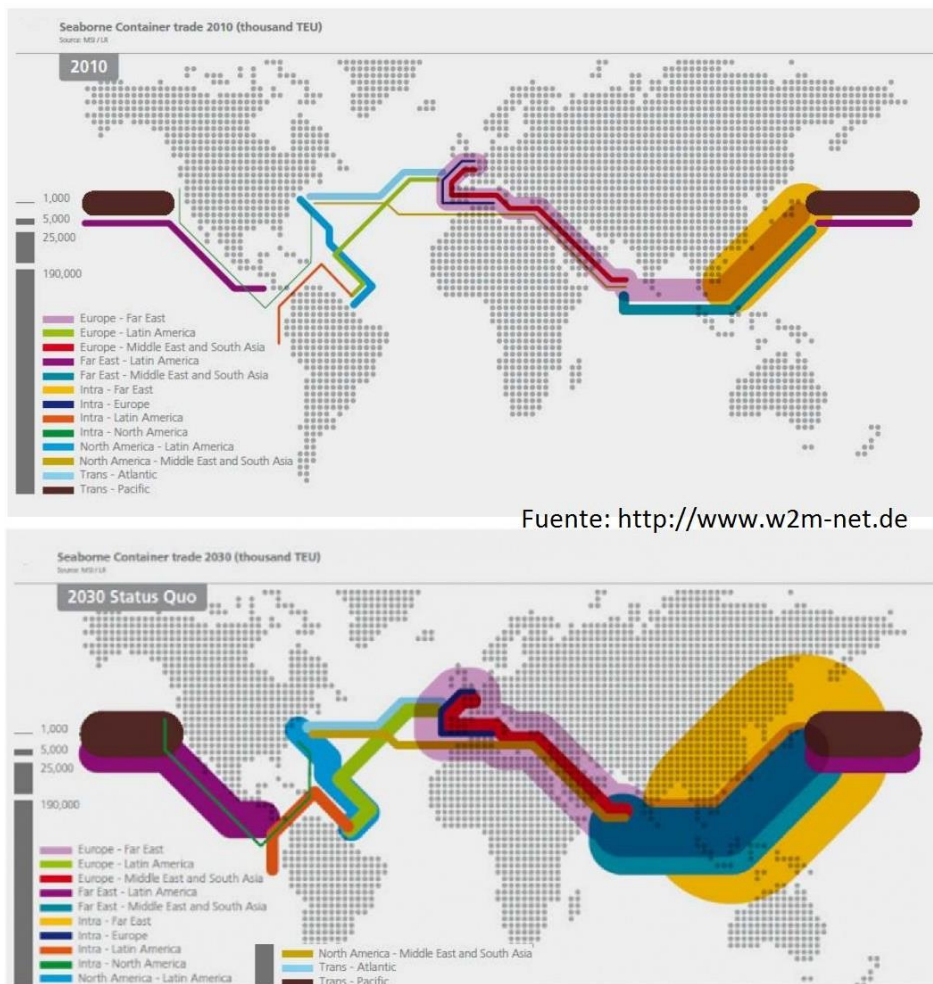 Seaborne Container trade 2010 (thousand TEU)
Source: MSI / LR
2010
1,000
5,000
25,000
190,000
Europe - Far East
Europe - Latin America
Europe - Middle East and South Asia
Far East - Latin America
Far East - Middle East and South Asia
Intra - Far East
Intra - Europe
Intra - Latin America
Intra - North America
North America - Latin America
North America - Middle East and South Asia
Trans - Atlantic
Trans - Pacific
Fuente: http://www.w2m-net.de
Seaborne Container trade 2030 (thousand TEU)
Source: MSI / LR
2030 Status Quo
1,000
5,000
25,000
190,000
Europe - Far East
Europe - Latin America
Europe - Middle East and South Asia
Far East - Latin America
Far East - Middle East and South Asia
Intra - Far East
Intra - Europe
Intra - Latin America
Intra - North America
North America - Latin America
North America - Middle East and South Asia
Trans - Atlantic
Trans - Pacific